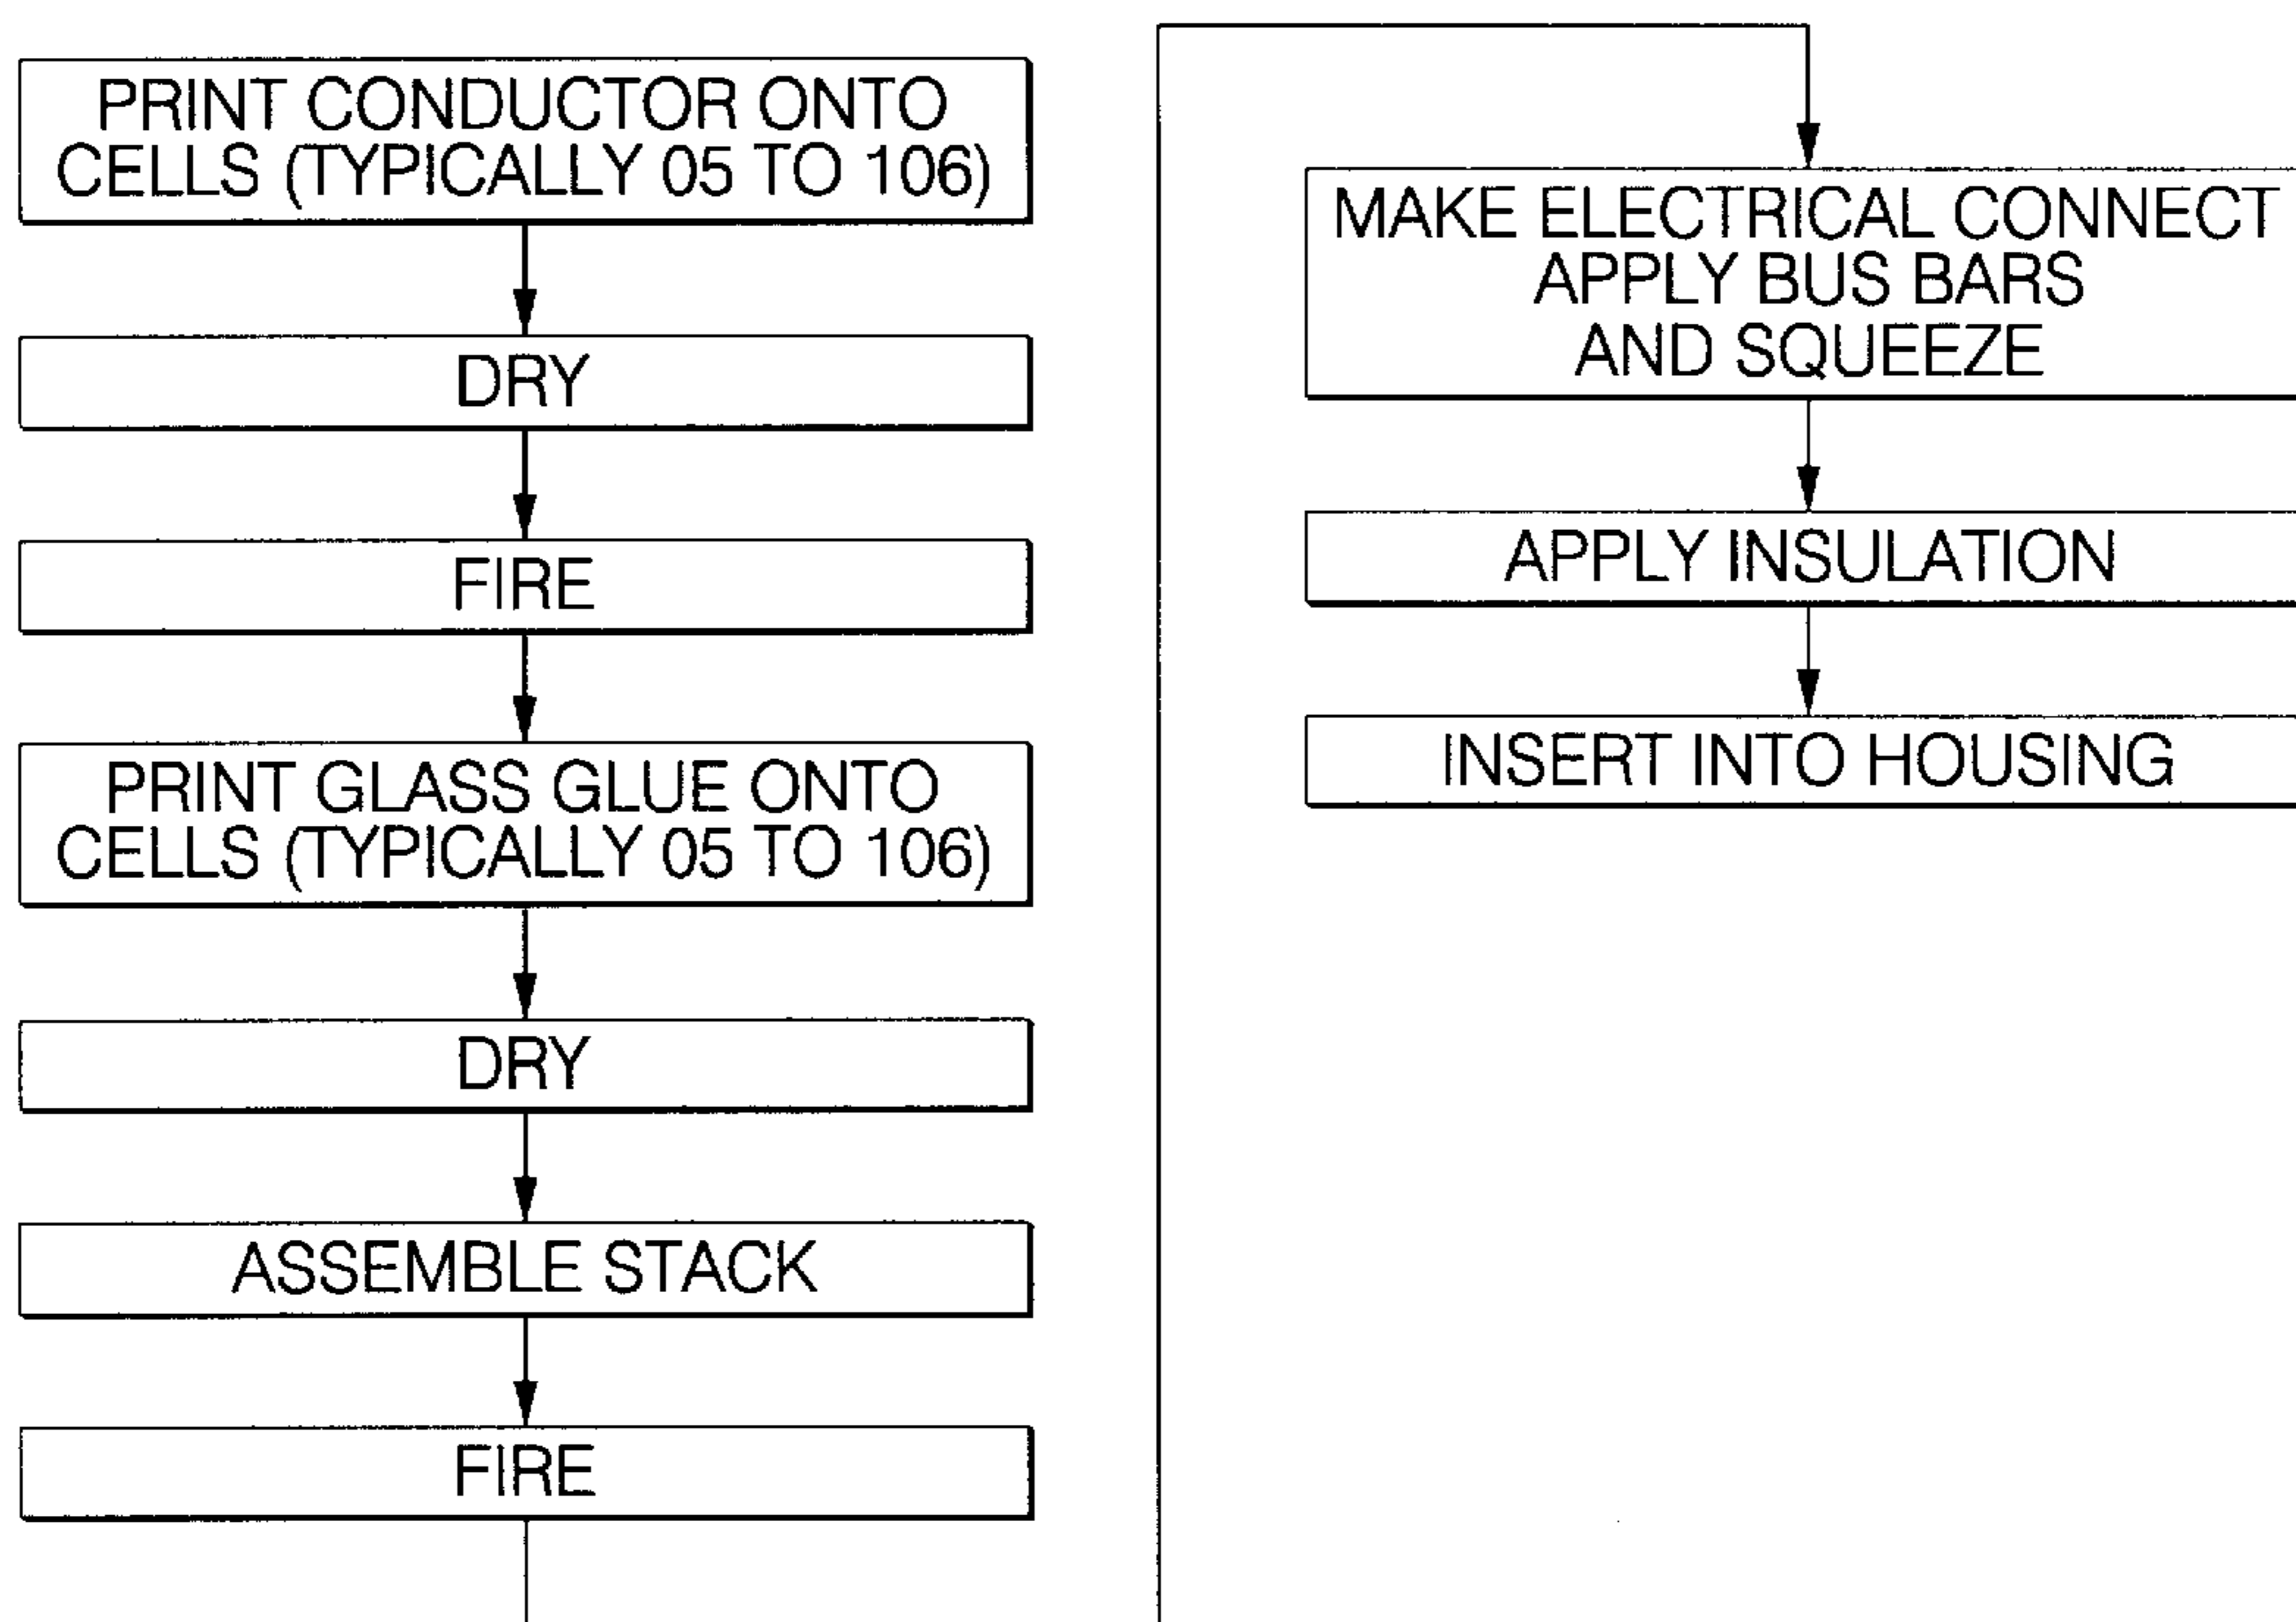 PRINT CONDUCTOR ONTO
CELLS (TYPICALLY 05 TO 106)
DRY
FIRE
PRINT GLASS GLUE ONTO
CELLS (TYPICALLY 05 TO 106)
DRY
ASSEMBLE STACK
FIRE
MAKE ELECTRICAL CONNECT
APPLY BUS BARS
AND SQUEEZE
APPLY INSULATION
INSERT INTO HOUSING